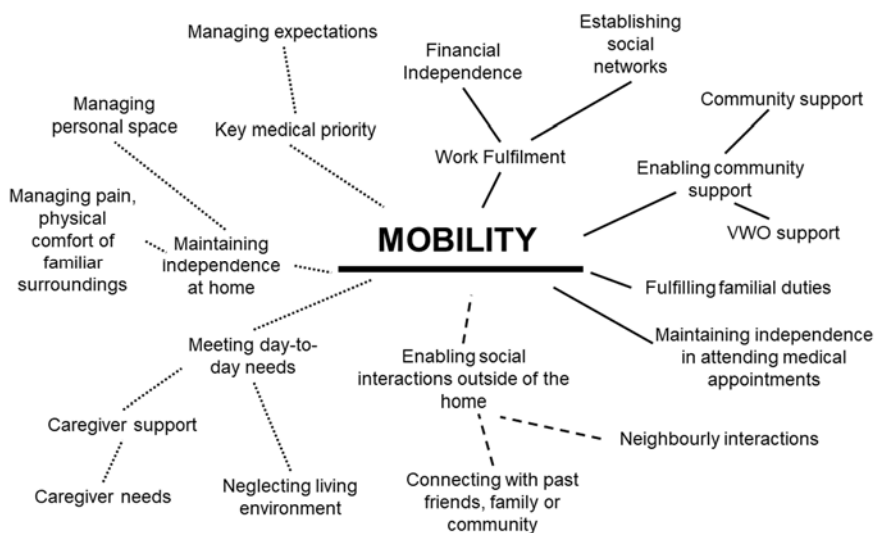 Managing expectations
Financial
Independence
Establishing
social
networks
Managing
personal space
Key medical priority
Work Fulfilment
Community support
Enabling community
support
VWO support
Managing pain,
physical
comfort of
familiar
surroundings
Maintaining
independence
at home
MOBILITY
Fulfilling familial duties
Maintaining independence
in attending medical
appointments
Meeting day-to-
day needs
Enabling social
interactions outside of the
home
Caregiver support
Caregiver needs
Neglecting living
environment
Neighbourly interactions
Connecting with past
friends, family or
community